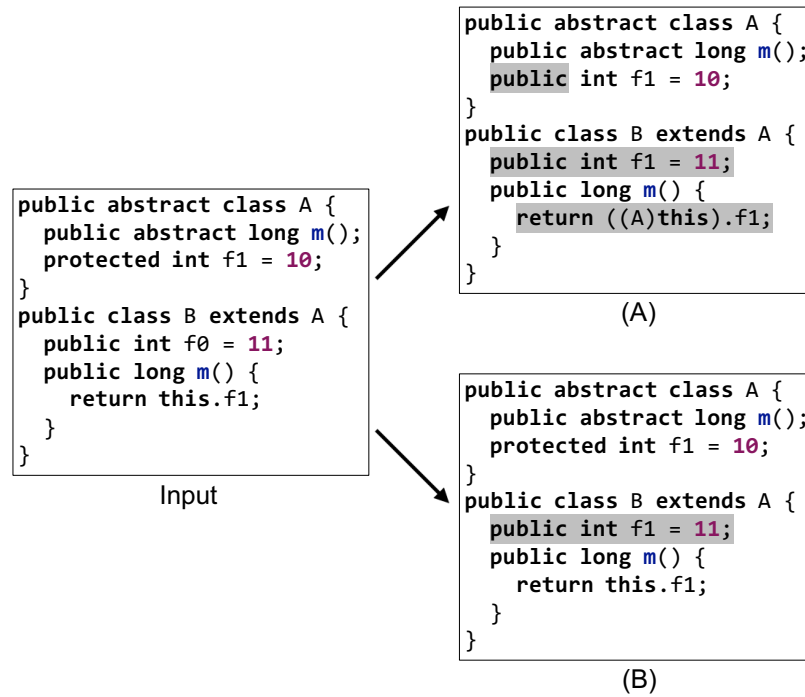 public abstract class A {
public abstract long m();
protected int f1 = 10;
}
public class B extends A {
public int f0 = 11;
public long m() {
return this.f1;
}
}
Input
public abstract class A {
public abstract long m();
public int f1 = 10;
}
public class B extends A {
public int f1 = 11;
public long m() {
return ((A)this).f1;
}
}
(A)
public abstract class A {
public abstract long m();
protected int f1 = 10;
}
public class B extends A {
public int f1 = 11;
public long m() {
return this.f1;
}
}
(B)